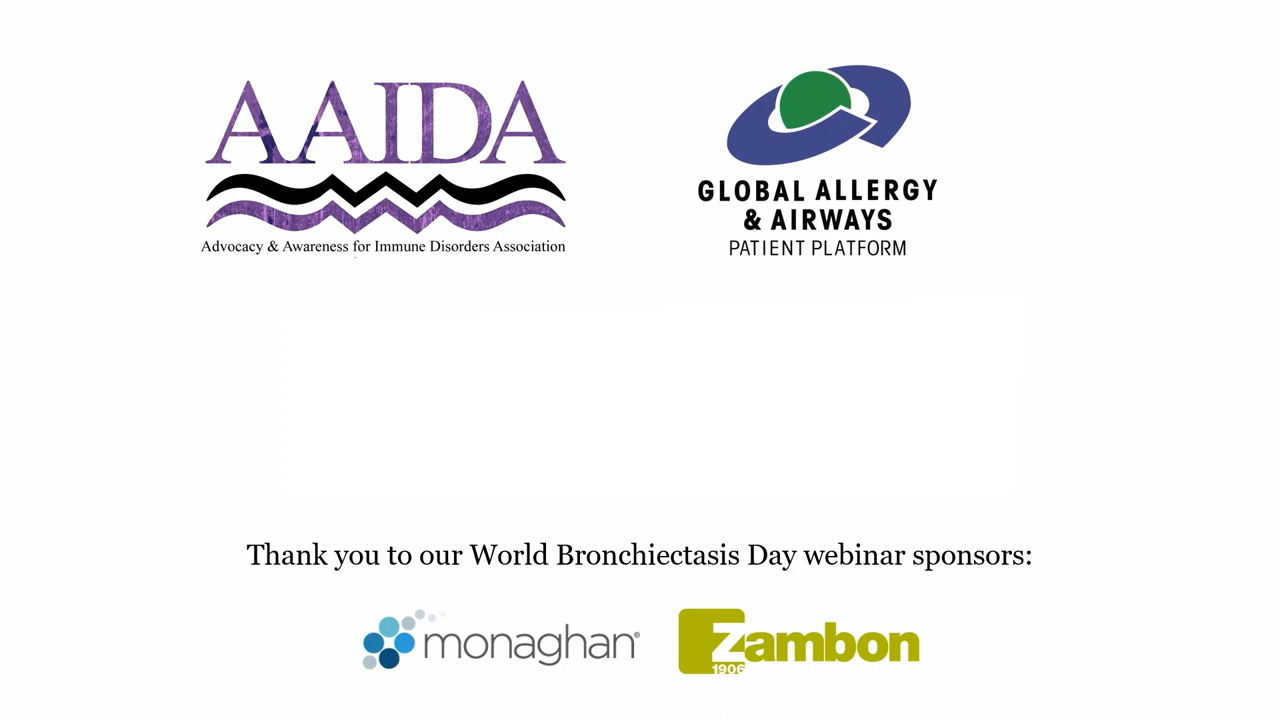 AAIDA
Advocacy & Awareness for Immune Disorders Association
GLOBAL ALLERGY
& AIRWAYS
PATIENT PLATFORM
Thank you to our World Bronchiectasis Day webinar sponsors:
monaghan®
Zambon
1906